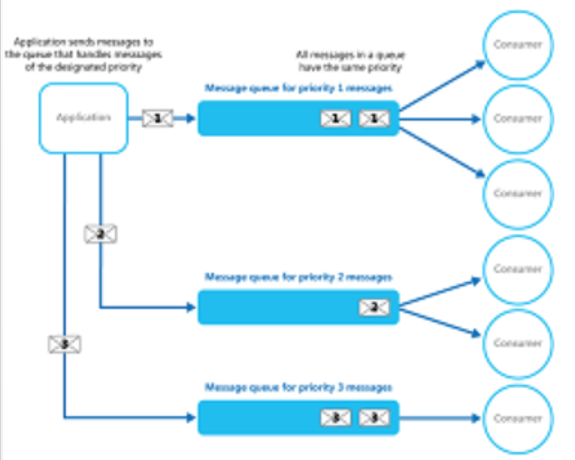 Application sends messages to
the queue that handles messages
of the designated priority
All messages in a queue
have the same priority
Application
1
Message queue for priority 1 messages
1 1
Consumer
Consumer
Consumer
2
Message queue for priority 2 messages
2
Consumer
Consumer
3
Message queue for priority 3 messages
3 3
Consumer